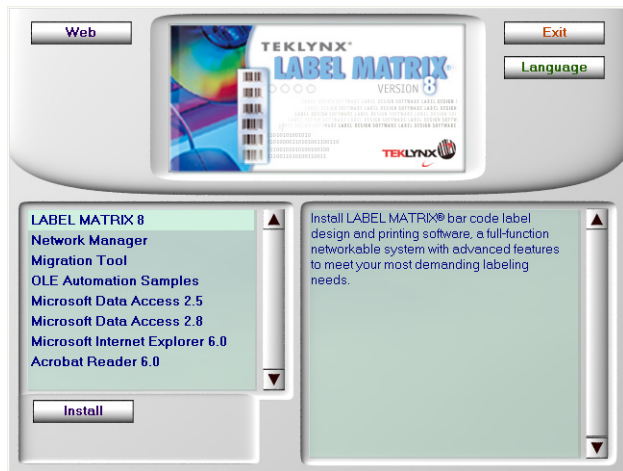 Web
Exit
Language
TEKLYNX®
LABEL MATRIX®
VERSION 8
TEKLYNX
LABEL MATRIX 8
Network Manager
Migration Tool
OLE Automation Samples
Microsoft Data Access 2.5
Microsoft Data Access 2.8
Microsoft Internet Explorer 6.0
Acrobat Reader 6.0
Install
Install LABEL MATRIX® bar code label
design and printing software, a full-function
networkable system with advanced features
to meet your most demanding labeling
needs.